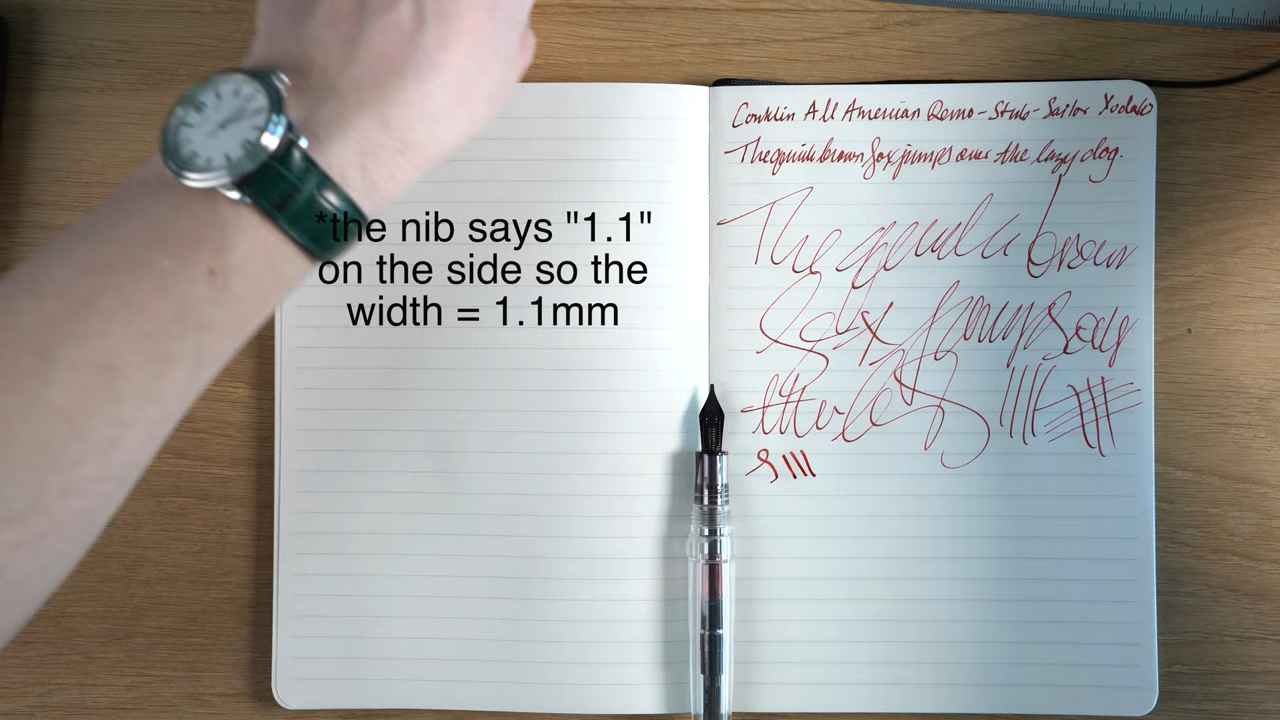 *the nib says "1.1"
on the side so the
width = 1.1mm
Conklin All American Demo - Stub - Sailor Yodaki
The quick brown fox jumps over the lazy dog.
The quick brown
fox jumps over
the lazy